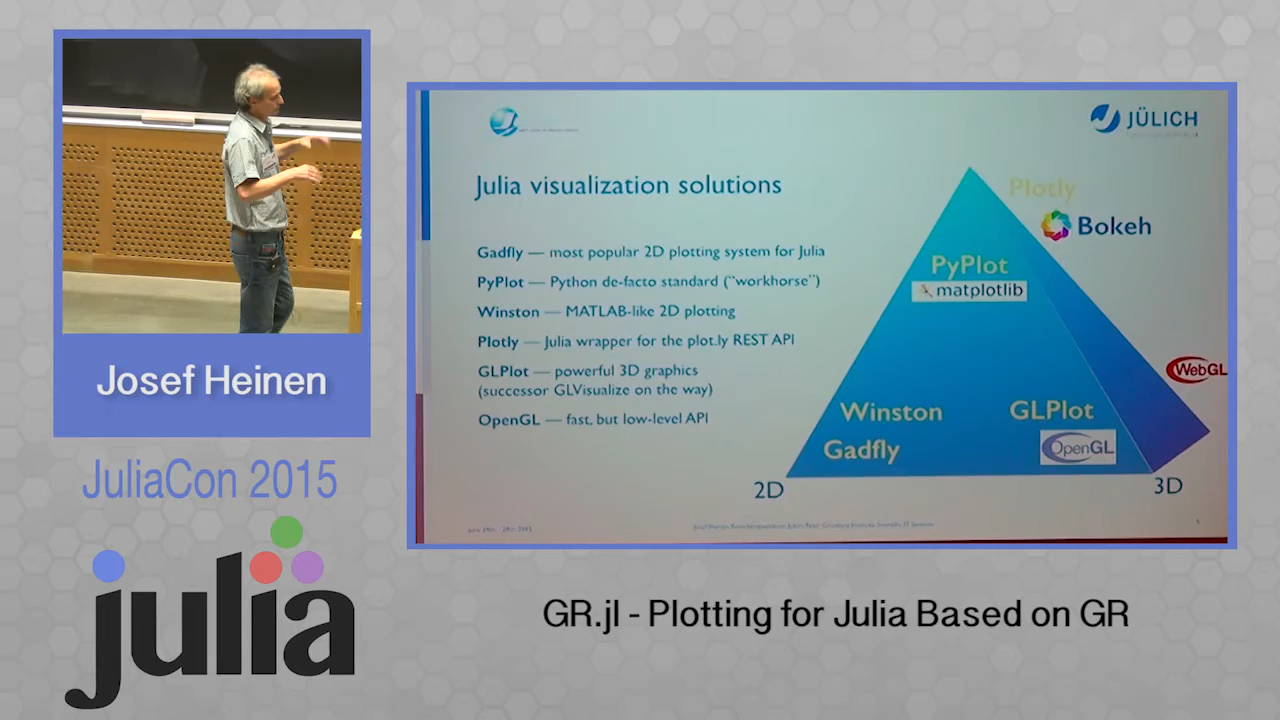 Josef Heinen
JuliaCon 2015
julia
JÜLICH
Julia visualization solutions
Gadfly — most popular 2D plotting system for Julia
PyPlot — Python de-facto standard (“workhorse”)
Winston — MATLAB-like 2D plotting
Plotly — Julia wrapper for the plot.ly REST API
GLPlot — powerful 3D graphics
(successor GLVisualize on the way)
OpenGL — fast, but low-level API
Plotly
Bokeh
PyPlot
matplotlib
WebGL
Winston
GLPlot
Gadfly
OpenGL
2D
3D
GR.jl - Plotting for Julia Based on GR